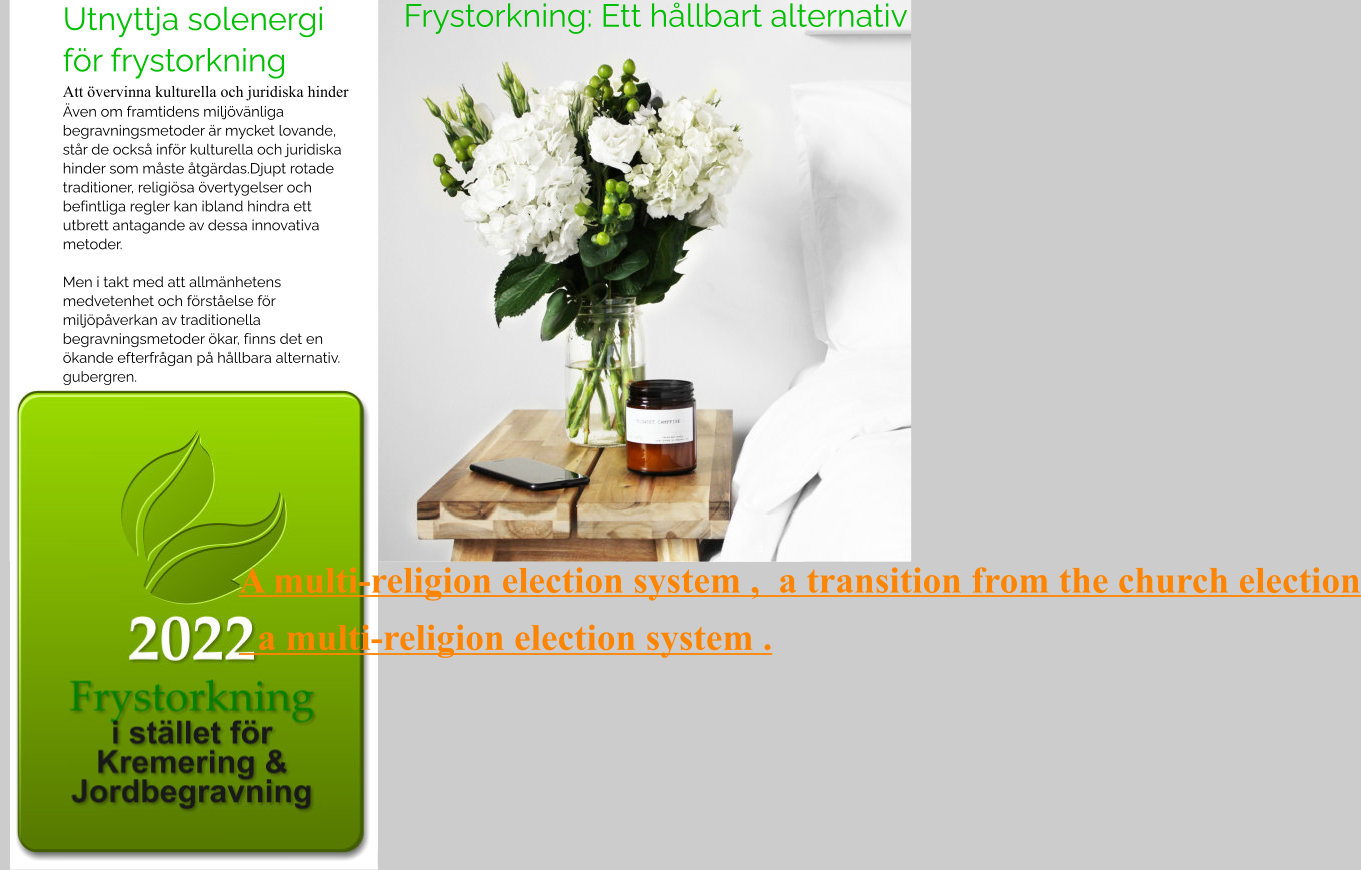 Utnyttja solenergi
för frystorkning
Att övervinna kulturella och juridiska hinder
Även om framtidens miljövänliga
begravningsmetoder är mycket lovande,
står de också inför kulturella och juridiska
hinder som måste åtgärdas.Djupt rotade
traditioner, religiösa övertygelser och
befintliga regler kan ibland hindra ett
utbrett antagande av dessa innovativa
metoder.
Men i takt med att allmänhetens
medvetenhet och förståelse för
miljöpåverkan av traditionella
begravningsmetoder ökar, finns det en
ökande efterfrågan på hållbara alternativ.
gubergren.
Frystorkning: Ett hållbart alternativ
A multi-religion election system , a transition from the church election
a multi-religion election system .
2022
Frystorkning
i stället för
Kremering &
Jordbegravning